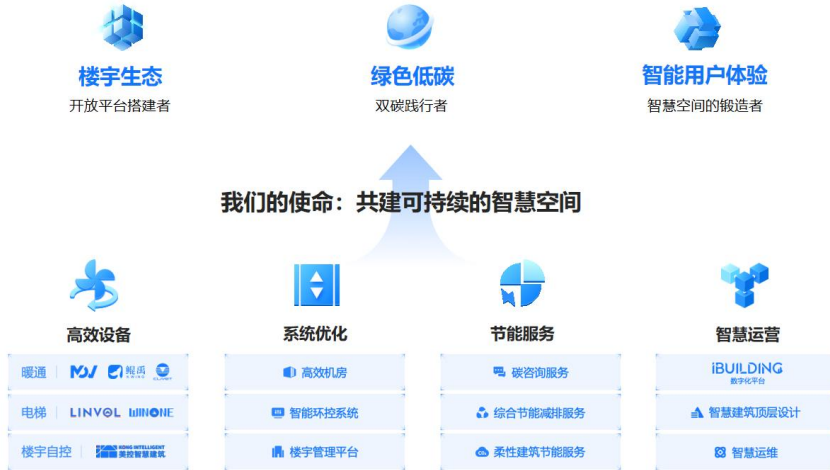 楼宇生态
绿色低碳
智能用户体验
开放平台搭建者
双碳践行者
智慧空间的锻造者
我们的使命：共建可持续的智慧空间
高效设备
系统优化
节能服务
智慧运营
暖通 MDV 鲲禹
高效机房
碳咨询服务
iBUILDING
数字化平台
电梯 LINVOL WINONE
智能环控系统
综合节能减排服务
智慧建筑顶层设计
楼宇自控 KONG·INTELLIGENT
美控智慧建筑
楼宇管理平台
柔性建筑节能服务
智慧运维